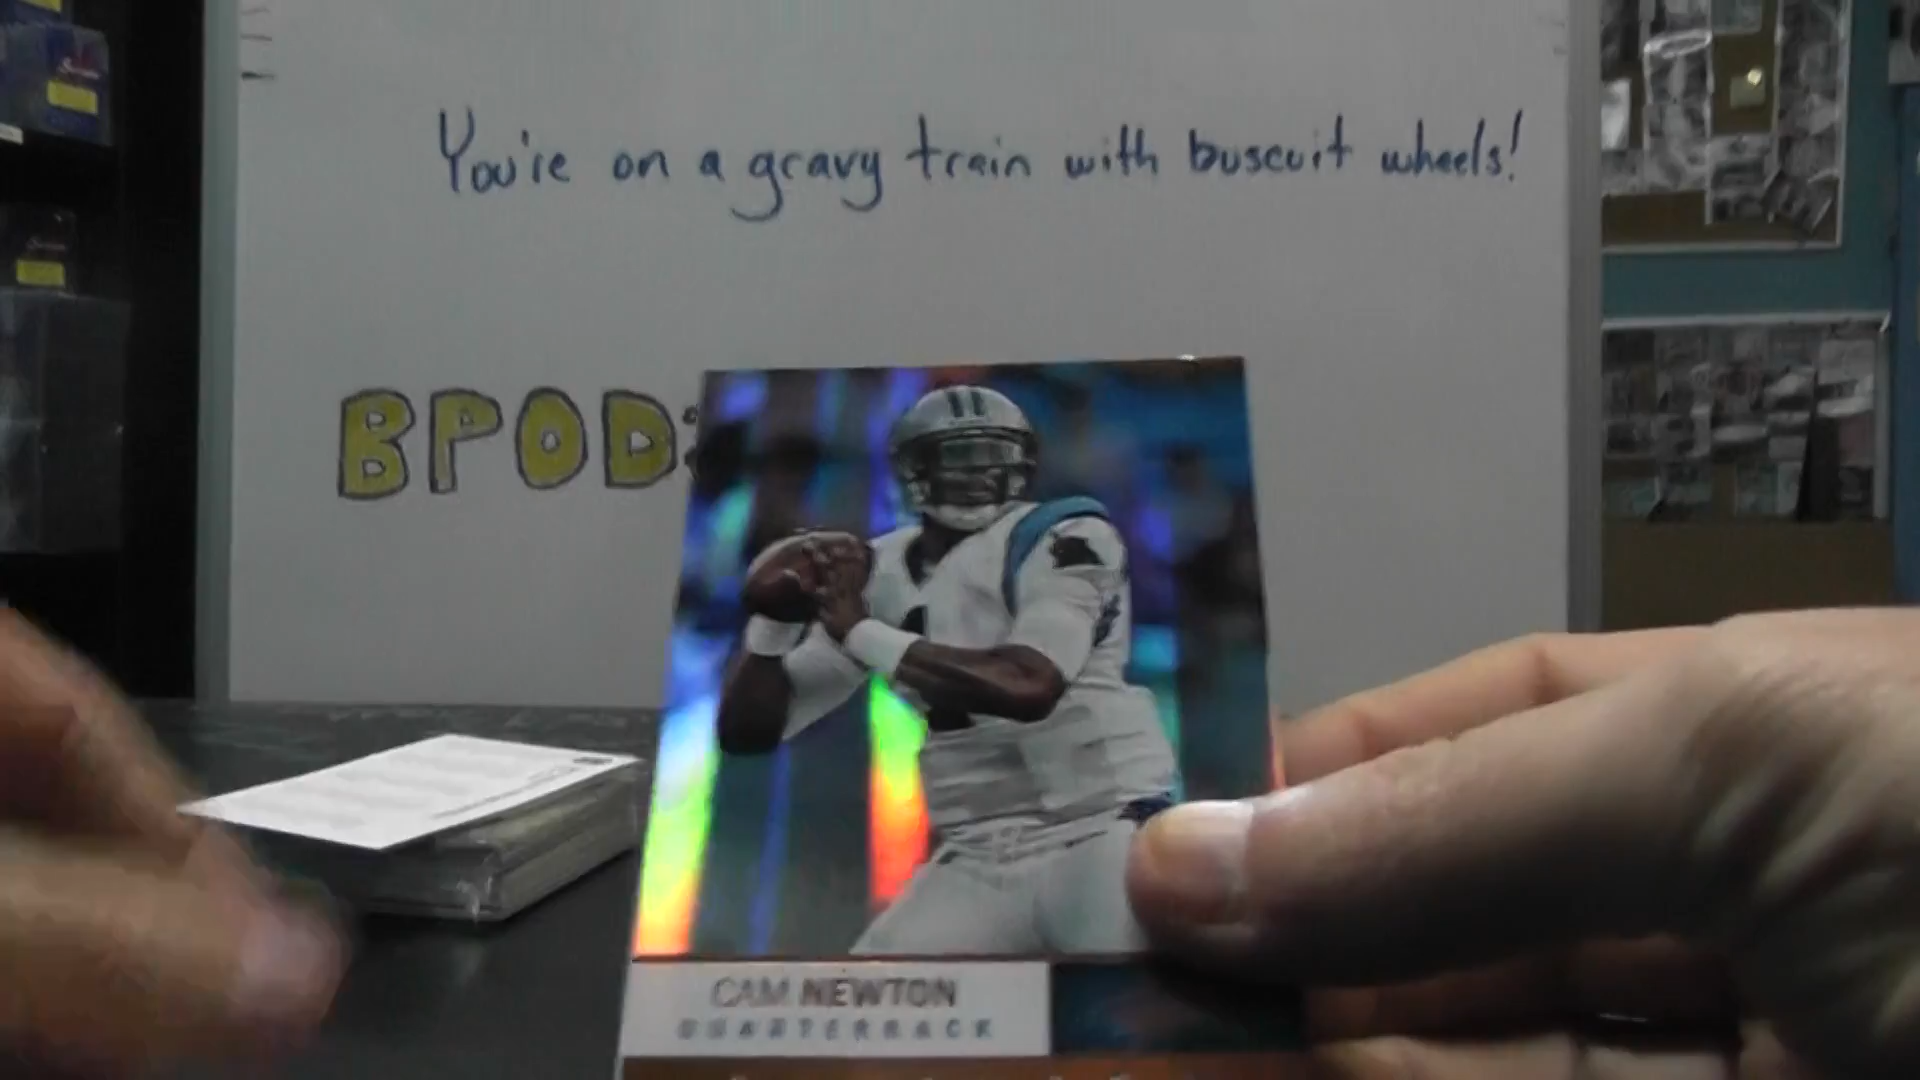 You're on a gravy train with buscuit wheels!
BPOD:
CAM NEWTON
QUARTERBACK